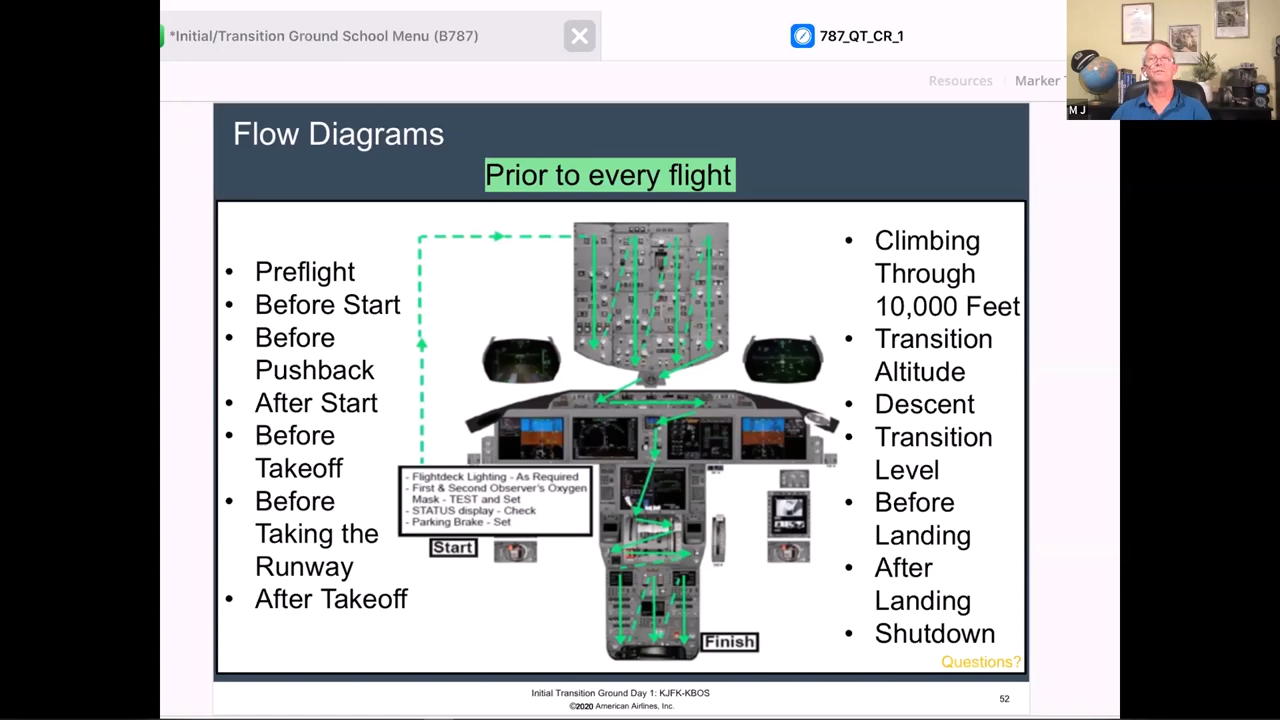 *Initial/Transition Ground School Menu (B787)
787_QT_CR_1
Resources
Marker T
M J
Flow Diagrams
Prior to every flight
• Preflight
• Before Start
• Before
Pushback
• After Start
• Before
Takeoff
• Before
Taking the
Runway
• After Takeoff
- Flightdeck Lighting - As Required
- First & Second Observer's Oxygen
Mask - TEST and Set
- STATUS display - Check
- Parking Brake - Set
Start
Finish
• Climbing
Through
10,000 Feet
• Transition
Altitude
• Descent
• Transition
Level
• Before
Landing
• After
Landing
• Shutdown
Questions?
Initial Transition Ground Day 1: KJFK-KBOS
©2020 American Airlines, Inc.
52